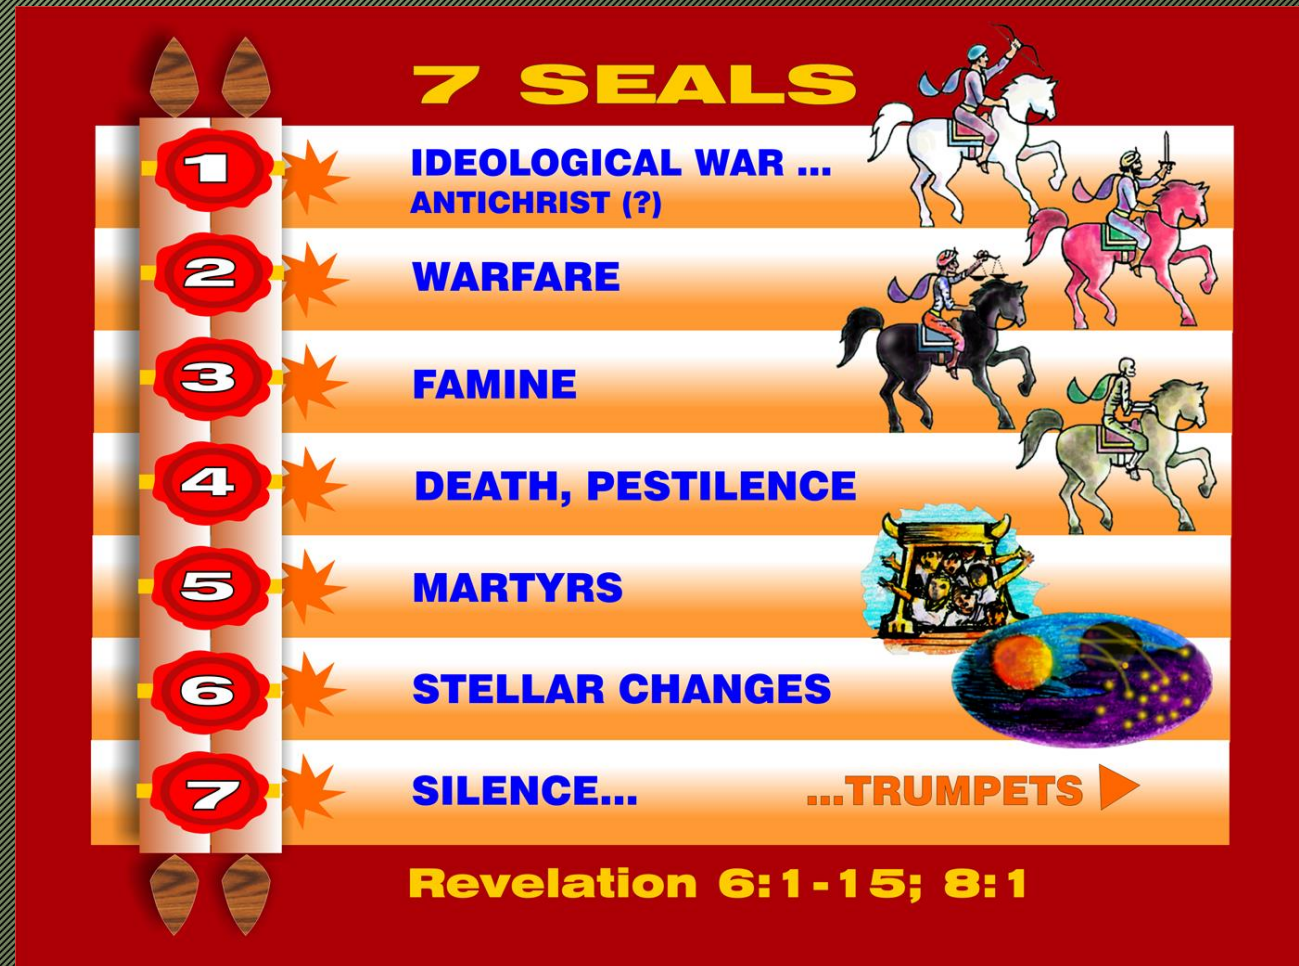 7 SEALS
1
IDEOLOGICAL WAR ...
ANTICHRIST (?)
2
WARFARE
3
FAMINE
4
DEATH, PESTILENCE
5
MARTYRS
6
STELLAR CHANGES
7
SILENCE... ...TRUMPETS
Revelation 6:1-15; 8:1